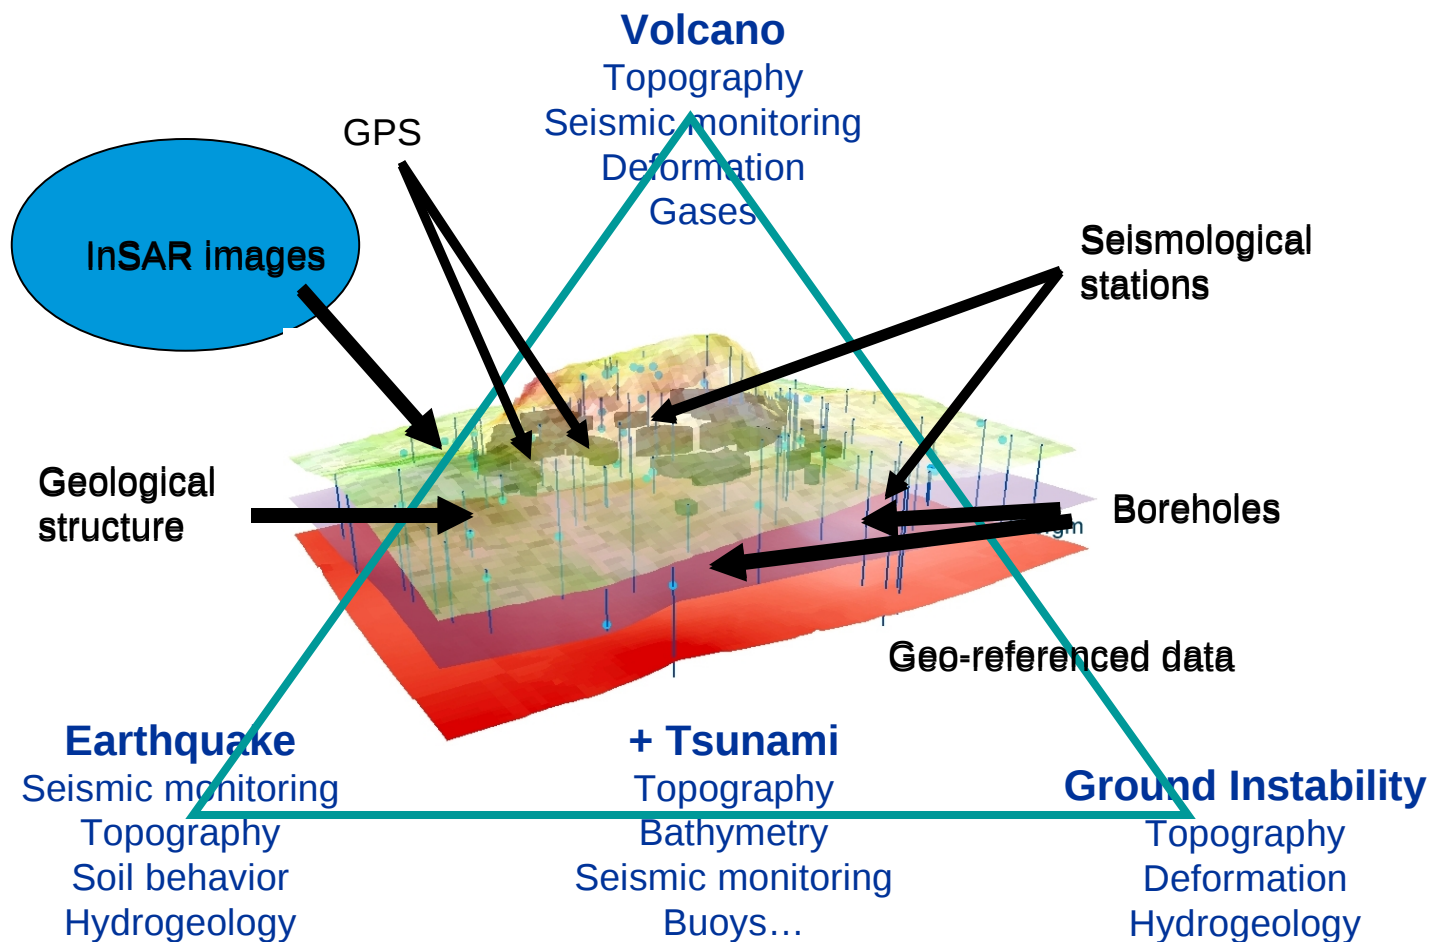 Volcano
Topography
Seismic monitoring
Deformation
Gases
GPS
InSAR images
Seismological
stations
Geological
structure
Boreholes
Geo-referenced data
Earthquake
Seismic monitoring
Topography
Soil behavior
Hydrogeology
+ Tsunami
Topography
Bathymetry
Seismic monitoring
Buoys…
Ground Instability
Topography
Deformation
Hydrogeology